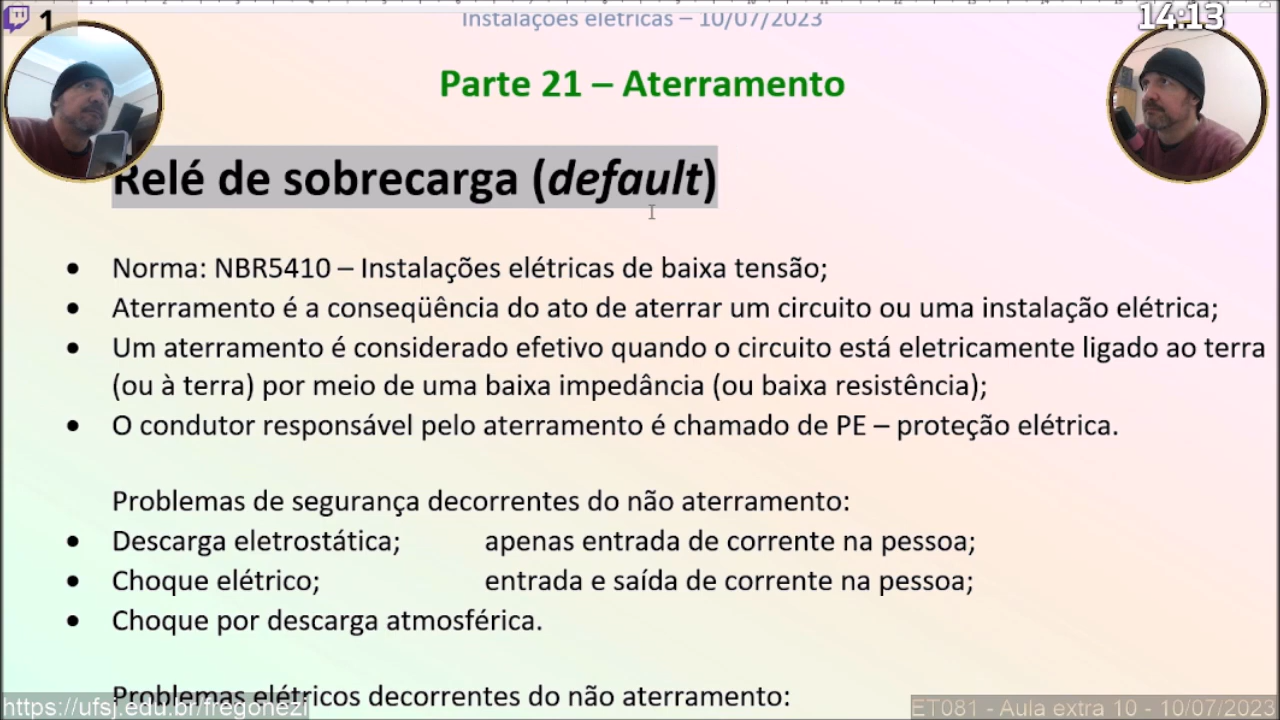 1
14:13
Instalações elétricas – 10/07/2023
Parte 21 – Aterramento
Relé de sobrecarga (default)
• Norma: NBR5410 – Instalações elétricas de baixa tensão;
• Aterramento é a conseqüência do ato de aterrar um circuito ou uma instalação elétrica;
• Um aterramento é considerado efetivo quando o circuito está eletricamente ligado ao terra
(ou à terra) por meio de uma baixa impedância (ou baixa resistência);
• O condutor responsável pelo aterramento é chamado de PE – proteção elétrica.
Problemas de segurança decorrentes do não aterramento:
• Descarga eletrostática; apenas entrada de corrente na pessoa;
• Choque elétrico; entrada e saída de corrente na pessoa;
• Choque por descarga atmosférica.
Problemas elétricos decorrentes do não aterramento:
https://ufsj.edu.br/fregonezi
ET081 - Aula extra 10 - 10/07/2023